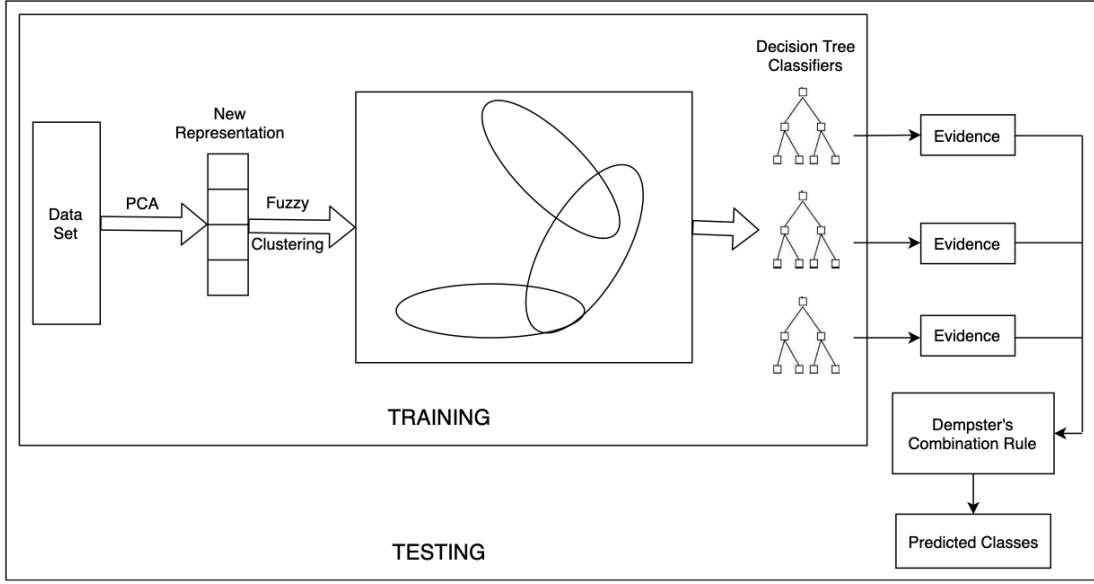 Decision Tree
Classifiers
New
Representation
Evidence
PCA
Fuzzy
Data
Set
Clustering
Evidence
Evidence
TRAINING
Dempster's
Combination Rule
Predicted Classes
TESTING